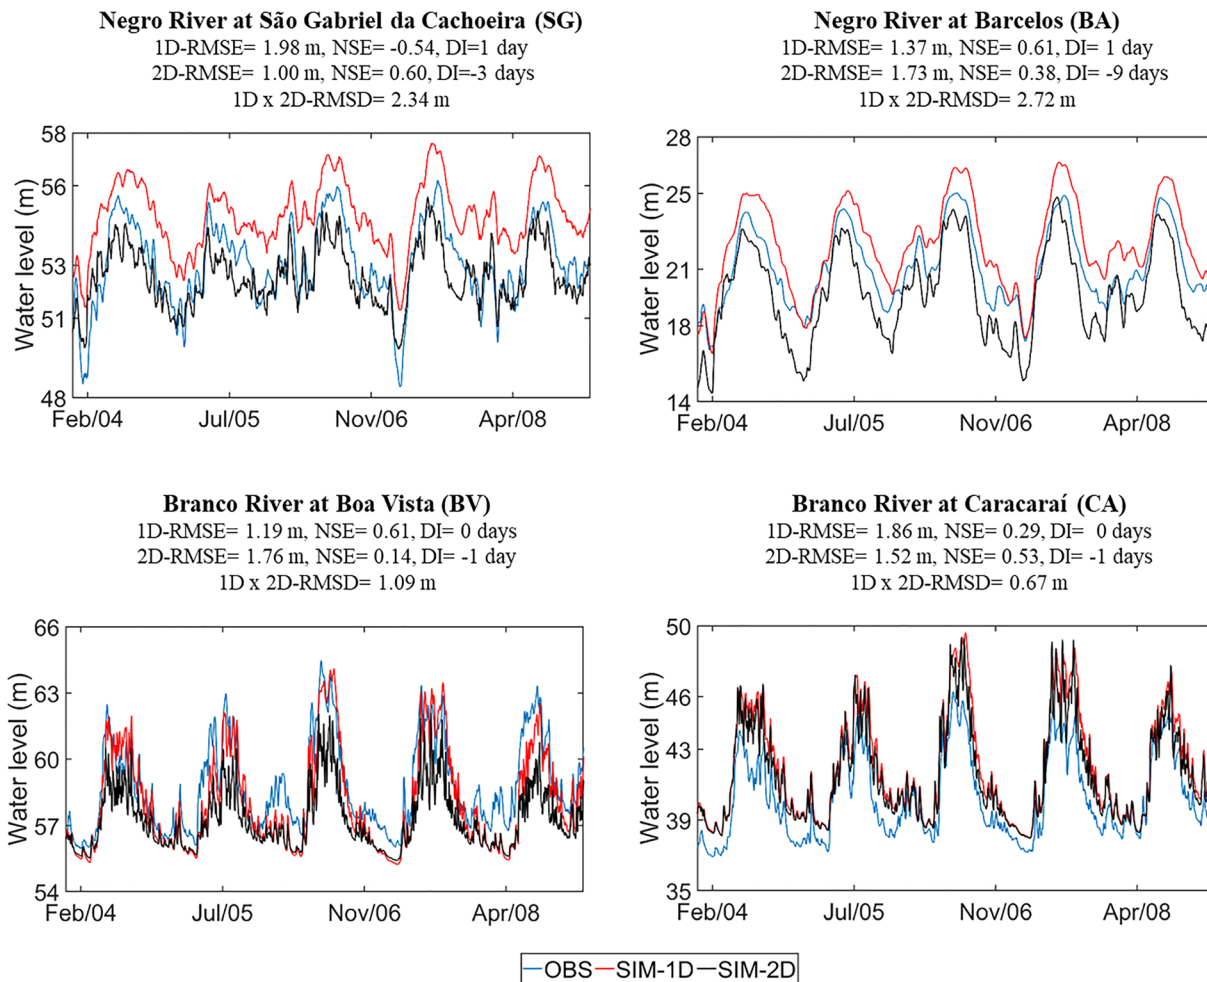 Negro River at São Gabriel da Cachoeira (SG)
1D-RMSE= 1.98 m, NSE= -0.54, DI=1 day
2D-RMSE= 1.00 m, NSE= 0.60, DI=-3 days
1D x 2D-RMSD= 2.34 m
Water level (m)
58
56
53
51
48
Feb/04 Jul/05 Nov/06 Apr/08
Negro River at Barcelos (BA)
1D-RMSE= 1.37 m, NSE= 0.61, DI= 1 day
2D-RMSE= 1.73 m, NSE= 0.38, DI= -9 days
1D x 2D-RMSD= 2.72 m
Water level (m)
28
25
21
18
14
Feb/04 Jul/05 Nov/06 Apr/08
Branco River at Boa Vista (BV)
1D-RMSE= 1.19 m, NSE= 0.61, DI= 0 days
2D-RMSE= 1.76 m, NSE= 0.14, DI= -1 day
1D x 2D-RMSD= 1.09 m
Water level (m)
66
63
60
57
54
Feb/04 Jul/05 Nov/06 Apr/08
Branco River at Caracaraí (CA)
1D-RMSE= 1.86 m, NSE= 0.29, DI= 0 days
2D-RMSE= 1.52 m, NSE= 0.53, DI= -1 days
1D x 2D-RMSD= 0.67 m
Water level (m)
50
46
43
39
35
Feb/04 Jul/05 Nov/06 Apr/08
OBS SIM-1D SIM-2D